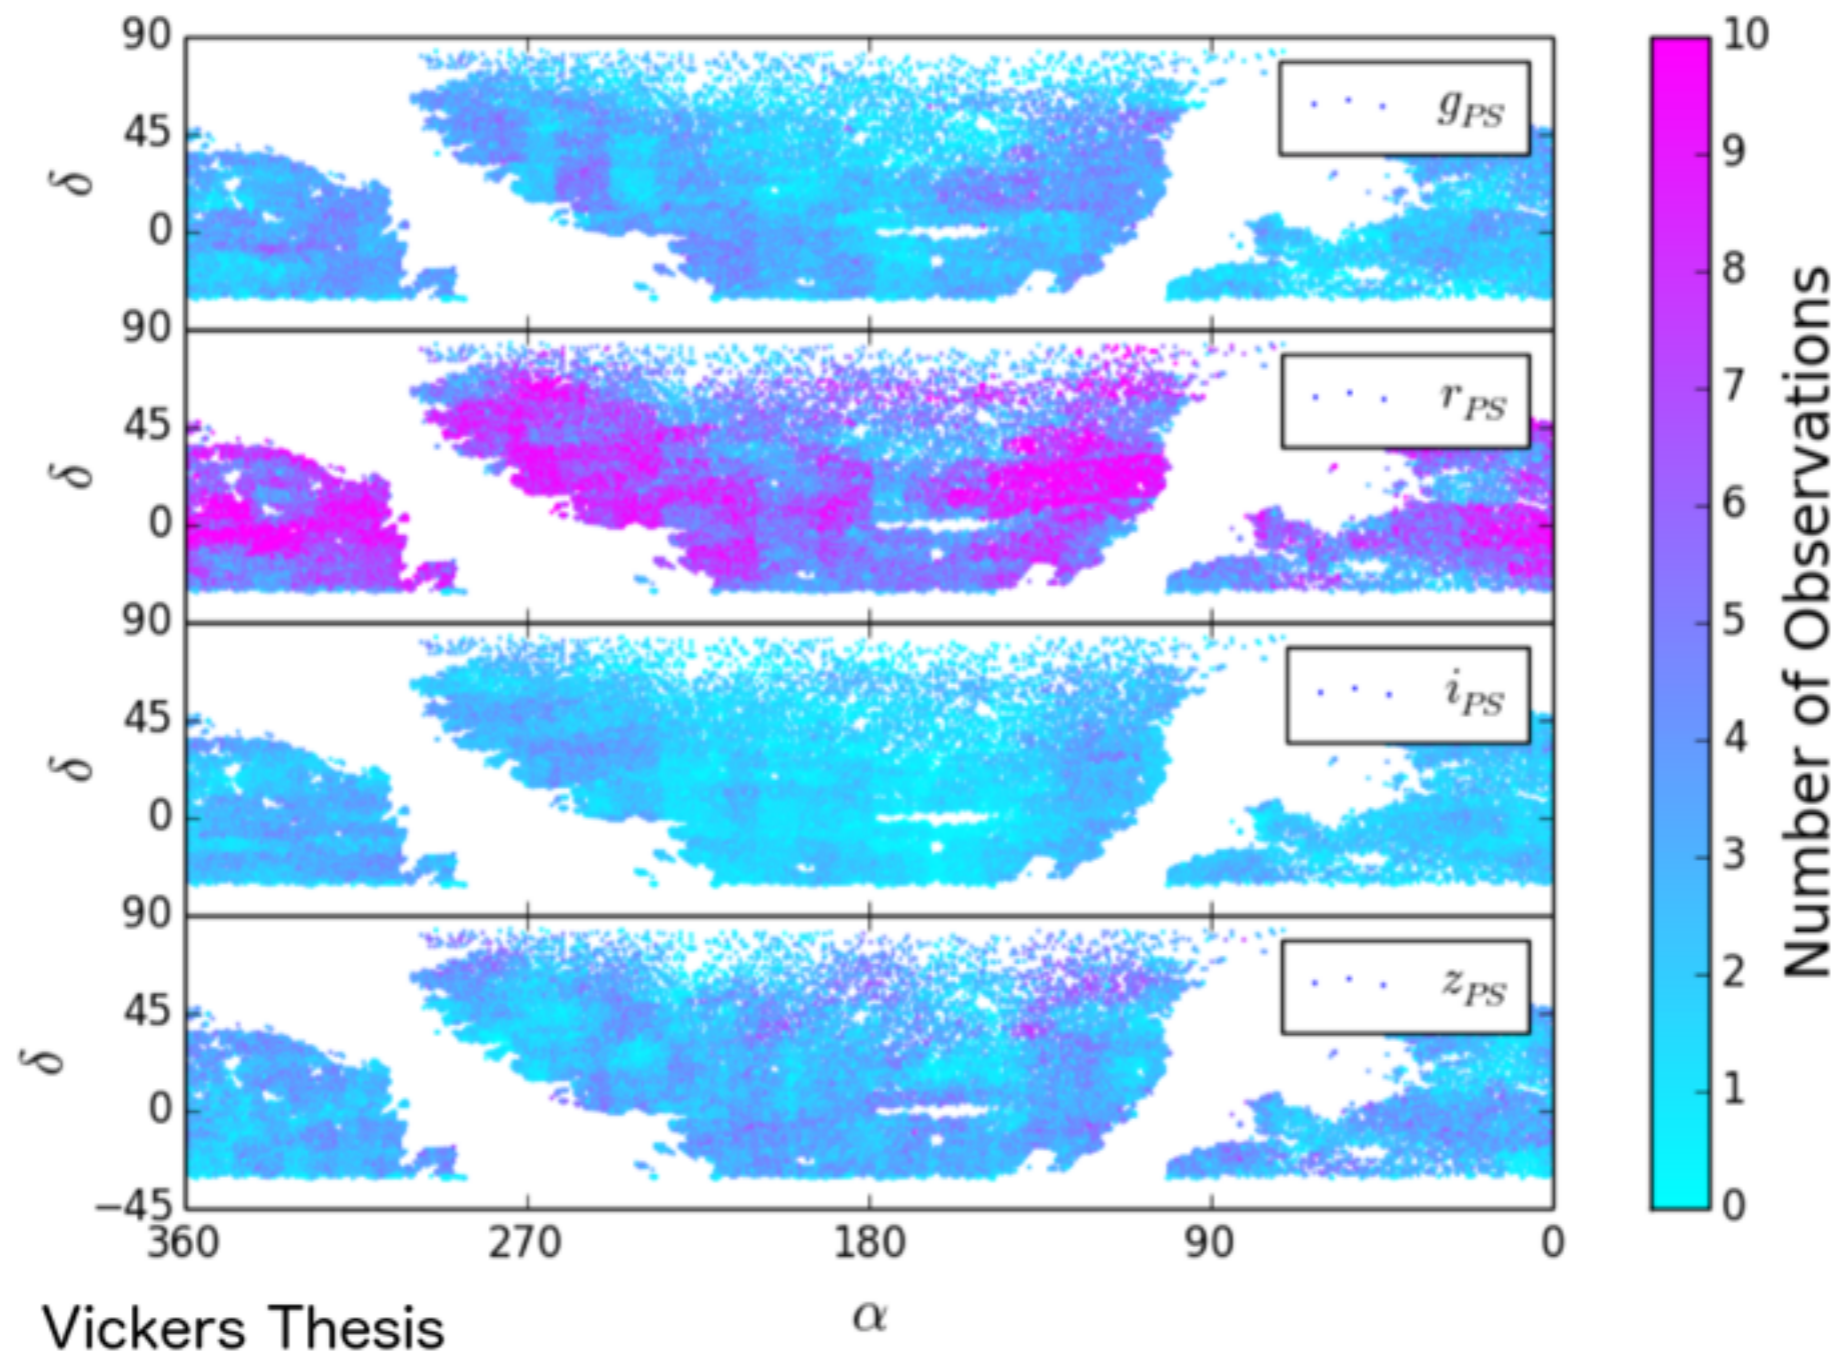 90
45
0
δ
g_PS
90
45
0
δ
r_PS
90
45
0
δ
i_PS
90
45
0
−45
δ
z_PS
360 270 180 90 0
α
10
9
8
7
6
5
4
3
2
1
0
Number of Observations
Vickers Thesis